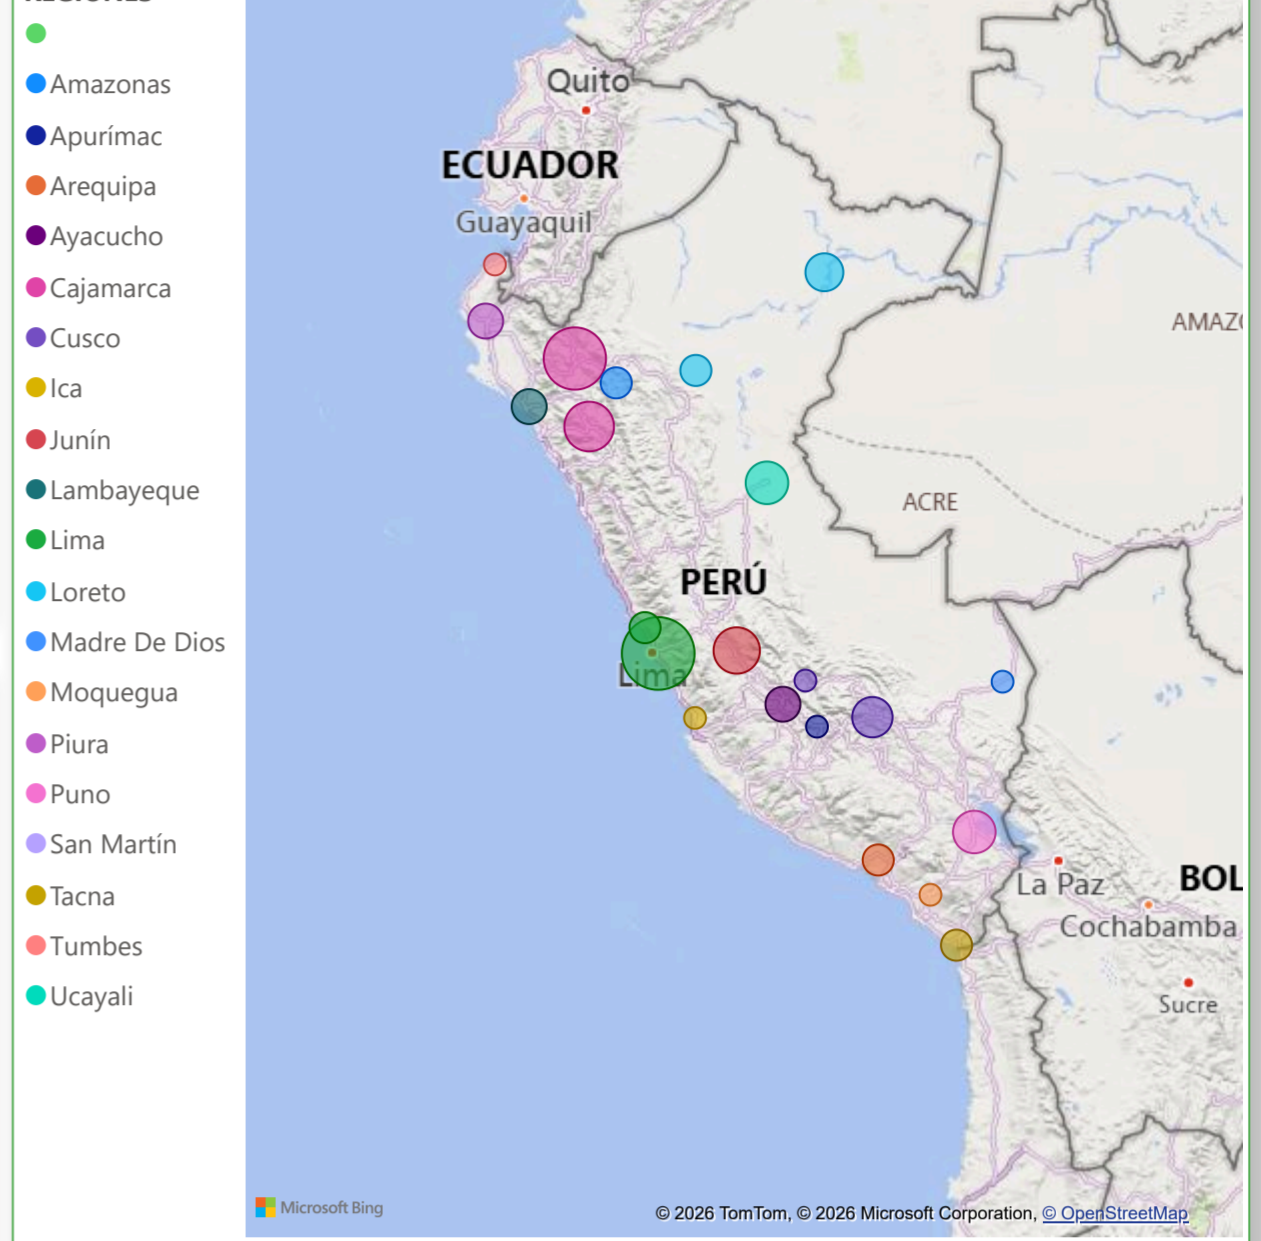 REGIONES
Amazonas
Apurímac
Arequipa
Ayacucho
Cajamarca
Cusco
Ica
Junín
Lambayeque
Lima
Loreto
Madre De Dios
Moquegua
Piura
Puno
San Martín
Tacna
Tumbes
Ucayali
Quito
ECUADOR
Guayaquil
AMAZO
ACRE
PERÚ
Lima
La Paz
BOL
Cochabamba
Sucre
Microsoft Bing
© 2026 TomTom, © 2026 Microsoft Corporation, © OpenStreetMap